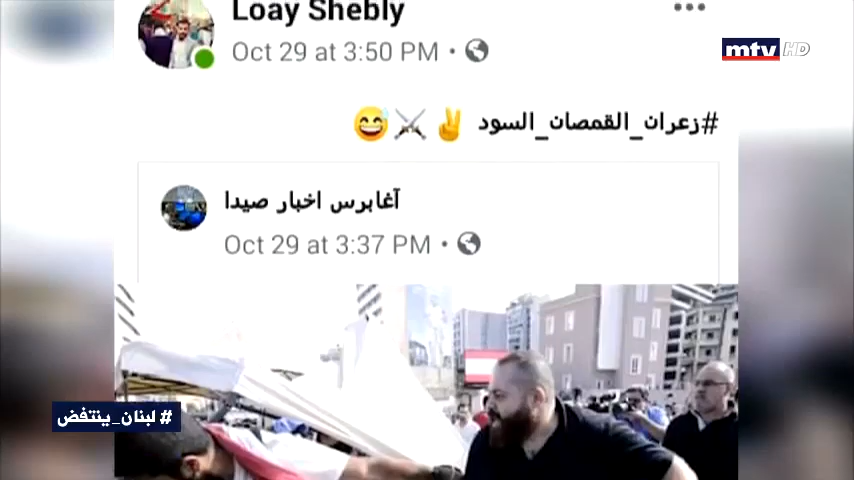 Loay Shebly
mtv HD
Oct 29 at 3:50 PM •
#زعران_القمصان_السود ✌️⚔️😅
آغابرس اخبار صيدا
Oct 29 at 3:37 PM •
# لبنان_ينتفض